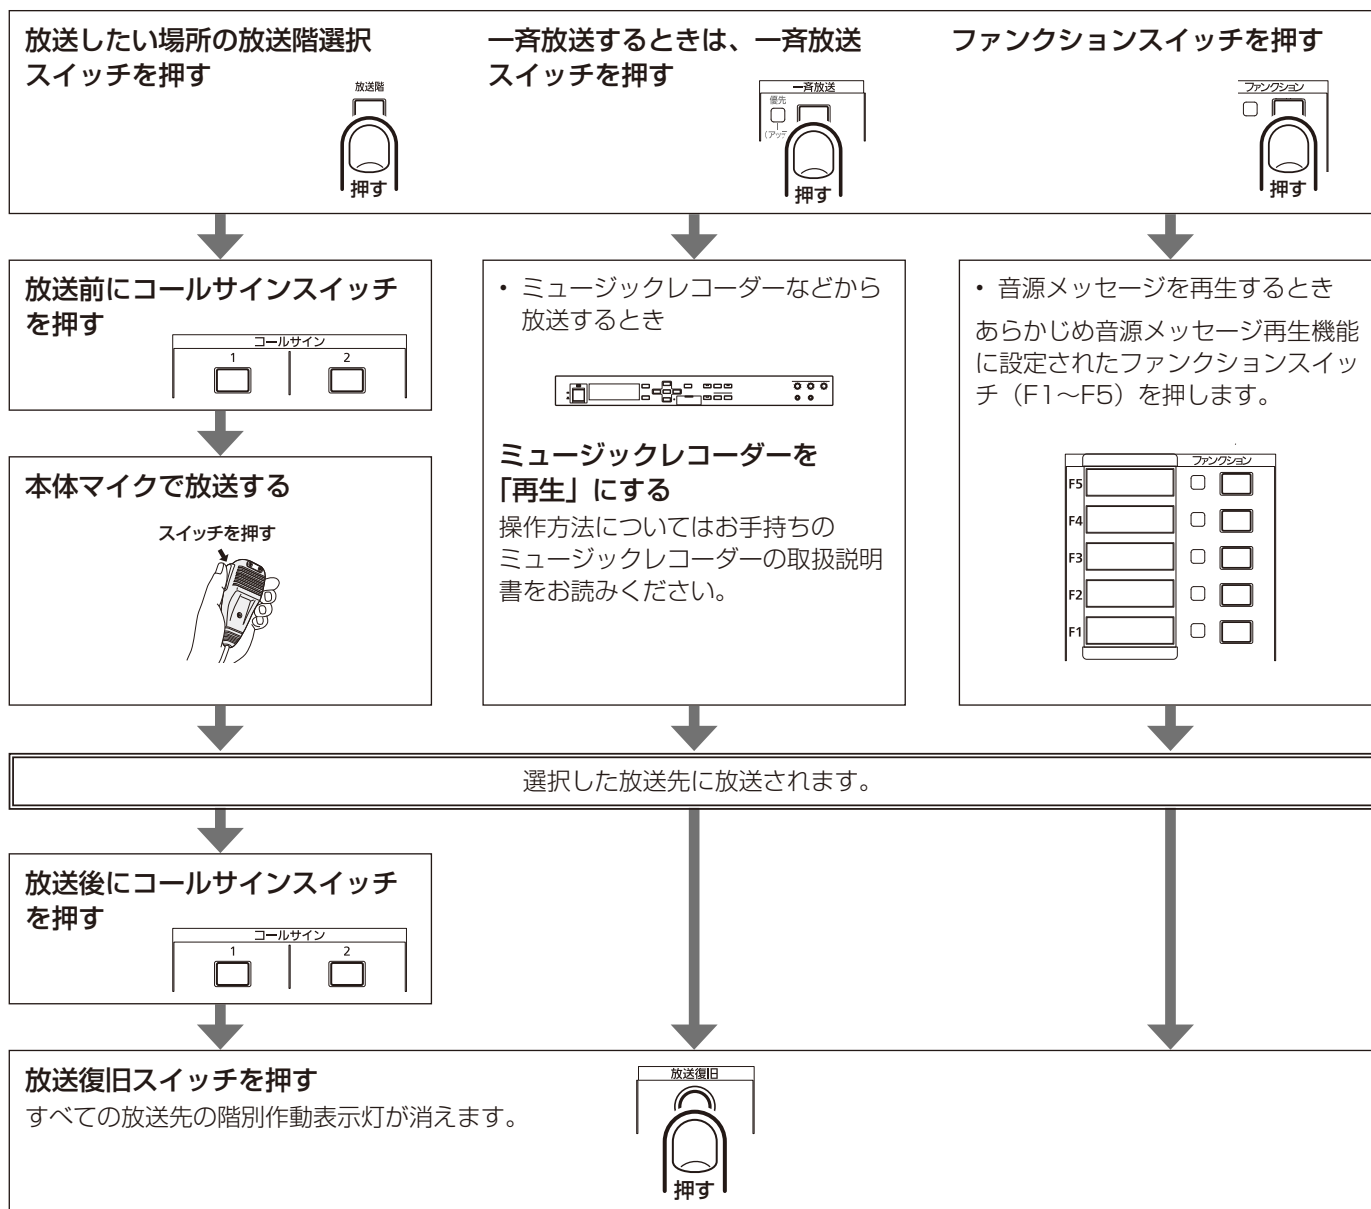 放送したい場所の放送階選択
スイッチを押す
放送階
押す
一斉放送するときは、一斉放送
スイッチを押す
一斉放送
優先
(アッテ
押す
ファンクションスイッチを押す
ファンクション
押す
放送前にコールサインスイッチ
を押す
コールサイン
1 2
本体マイクで放送する
スイッチを押す
・ ミュージックレコーダーなどから
放送するとき
ミュージックレコーダーを
「再生」にする
操作方法についてはお手持ちの
ミュージックレコーダーの取扱説明
書をお読みください。
・ 音源メッセージを再生するとき
あらかじめ音源メッセージ再生機能
に設定されたファンクションスイッ
チ（F1～F5）を押します。
ファンクション
F5
F4
F3
F2
F1
選択した放送先に放送されます。
放送後にコールサインスイッチ
を押す
コールサイン
1 2
放送復旧スイッチを押す
すべての放送先の階別作動表示灯が消えます。
放送復旧
押す